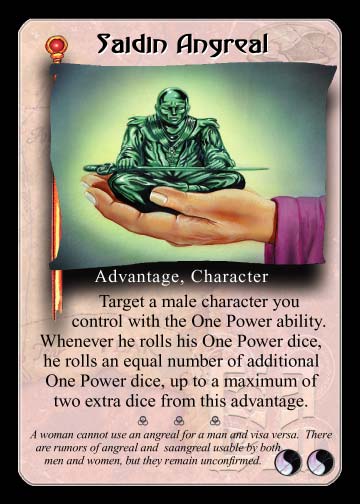 Saidin Angreal
Advantage, Character
Target a male character you
control with the One Power ability.
Whenever he rolls his One Power dice,
he rolls an equal number of additional
One Power dice, up to a maximum of
two extra dice from this advantage.
A woman cannot use an angreal for a man and visa versa. There
are rumors of angreal and saangreal usable by both
men and women, but they remain unconfirmed.